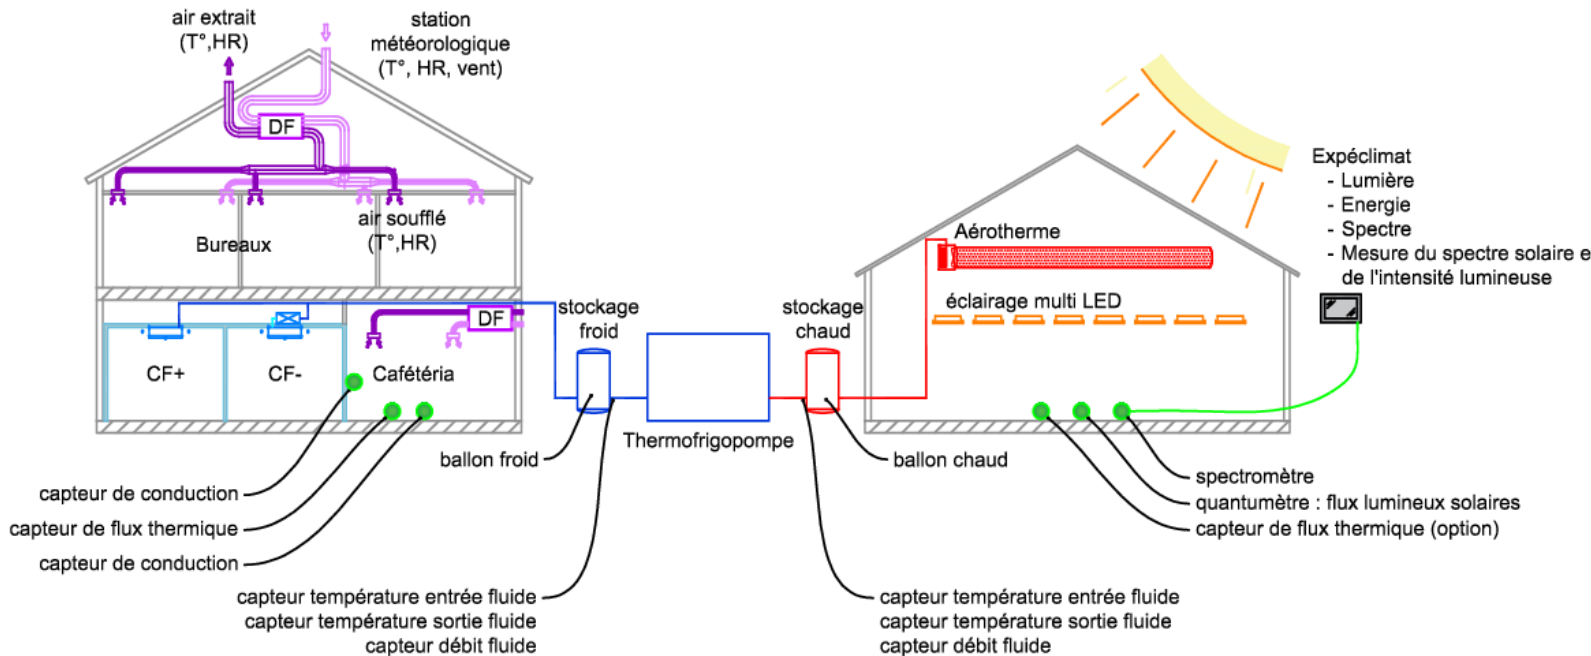 air extrait
(T°,HR)
station
météorologique
(T°, HR, vent)
DF
air soufflé
(T°,HR)
Bureaux
DF
CF+
CF-
Cafétéria
stockage
froid
Thermofrigopompe
stockage
chaud
Aérotherme
éclairage multi LED
Expéclimat
- Lumière
- Energie
- Spectre
- Mesure du spectre solaire e
de l'intensité lumineuse
ballon froid
ballon chaud
capteur de conduction
capteur de flux thermique
capteur de conduction
capteur température entrée fluide
capteur température sortie fluide
capteur débit fluide
capteur température entrée fluide
capteur température sortie fluide
capteur débit fluide
spectromètre
quantumètre : flux lumineux solaires
capteur de flux thermique (option)